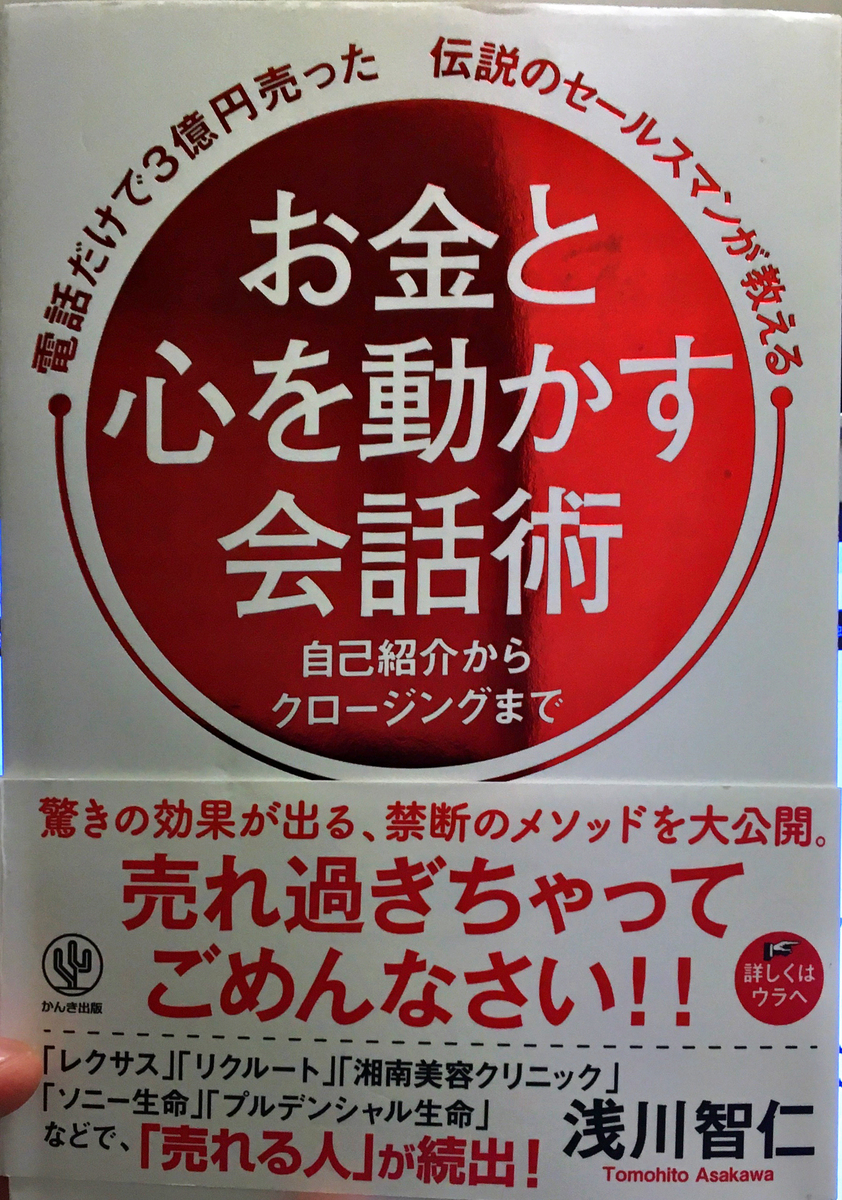 電話だけで3億円売った 伝説のセールスマンが教える
お金と
心を動かす
会話術
自己紹介から
クロージングまで
驚きの効果が出る、禁断のメソッドを大公開。
売れ過ぎちゃって
ごめんなさい!!
詳しくは
ウラへ
かんき出版
「レクサス」「リクルート」「湘南美容クリニック」
「ソニー生命」「プルデンシャル生命」
などで、「売れる人」が続出!
浅川智仁
Tomohito Asakawa